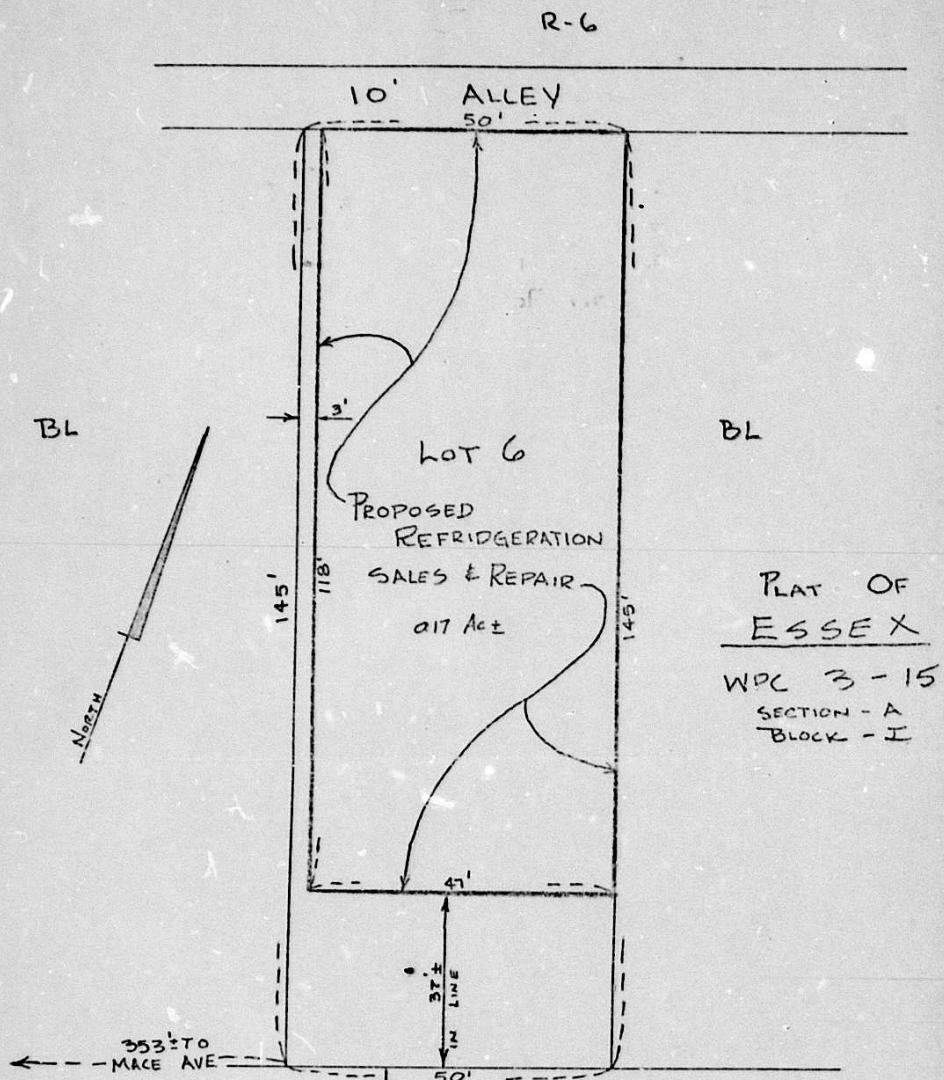 R-6
10' ALLEY
50'
BL
3'
LOT 6
BL
PROPOSED
REFRIDGERATION
SALES & REPAIR
017 Ac ±
145'
118'
145'
PLAT OF
ESSEX
WPC 3-15
SECTION - A
BLOCK - I
NORTH
47'
37' ±
LINE
353' ± TO
MACE AVE
50'